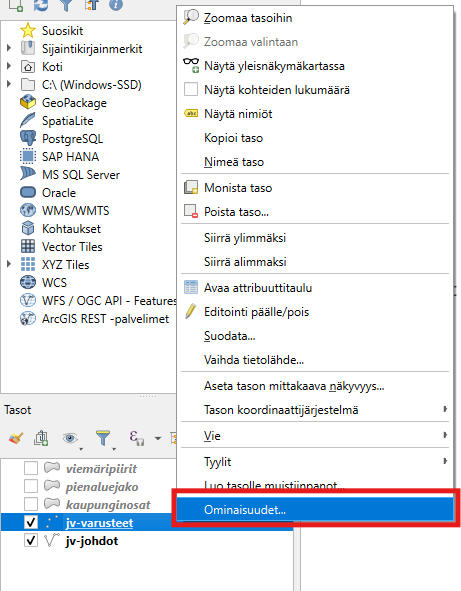 Suosikit
Sijaintikirjainmerkit
Koti
C:\ (Windows-SSD)
GeoPackage
SpatiaLite
PostgreSQL
SAP HANA
MS SQL Server
Oracle
WMS/WMTS
Kohtaukset
Vector Tiles
XYZ Tiles
WCS
WFS / OGC API - Features
ArcGIS REST -palvelimet
Tasot
viemäripiirit
pienaluejako
kaupunginosat
jv-varusteet
jv-johdot
Zoomaa tasoihin
Zoomaa valintaan
Näytä yleisnäkymäkartassa
Näytä kohteiden lukumäärä
Näytä nimiöt
Kopioi taso
Nimeä taso
Monista taso
Poista taso...
Siirrä ylimmäksi
Siirrä alimmaksi
Avaa attribuuttitaulu
Editointi päälle/pois
Suodata...
Vaihda tietolähde...
Aseta tason mittakaava näkyvyys...
Tason koordinaattijärjestelmä
Vie
Tyylit
Luo tasolle muistiinpanot...
Ominaisuudet...